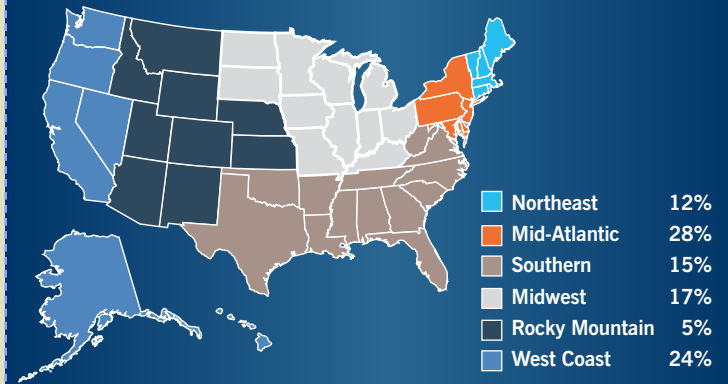 Northeast 12%
Mid-Atlantic 28%
Southern 15%
Midwest 17%
Rocky Mountain 5%
West Coast 24%